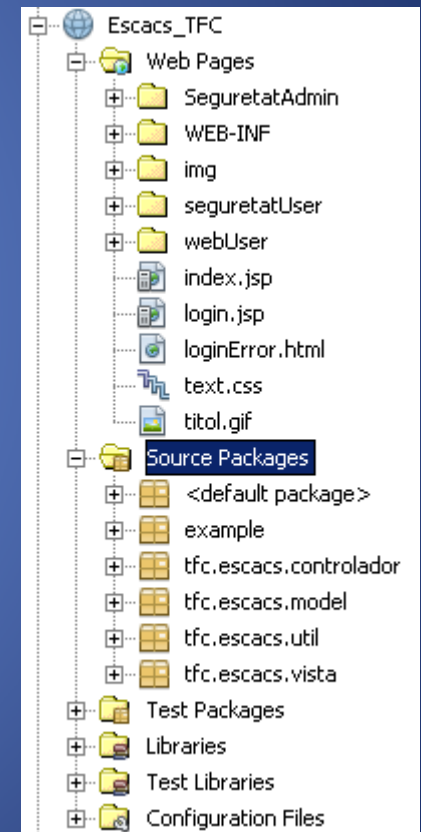 Escacs_TFC
Web Pages
SeguretatAdmin
WEB-INF
img
seguretatUser
webUser
index.jsp
login.jsp
loginError.html
text.css
titol.gif
Source Packages
<default package>
example
tfc.escacs.controlador
tfc.escacs.model
tfc.escacs.util
tfc.escacs.vista
Test Packages
Libraries
Test Libraries
Configuration Files